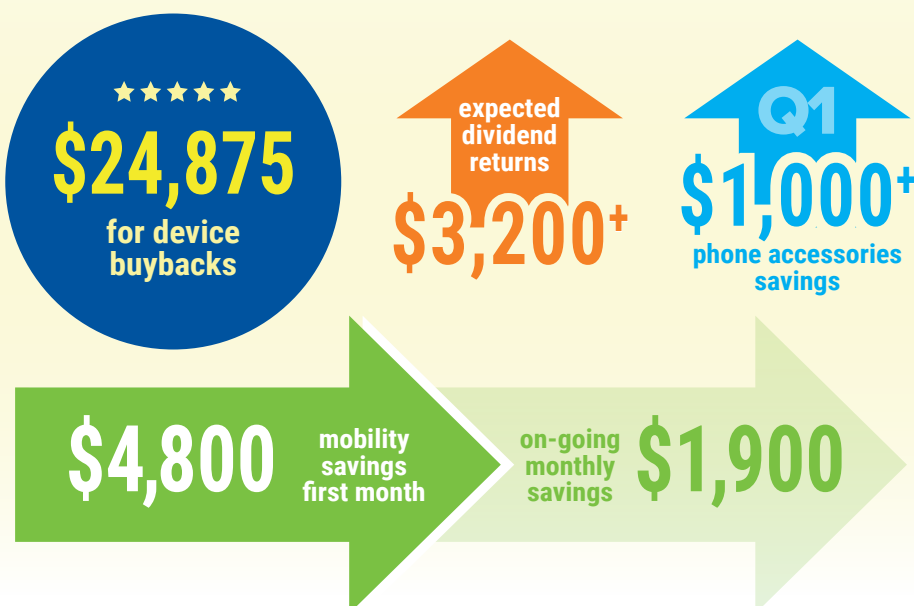 $24,875
for device
buybacks
expected
dividend
returns
$3,200+
Q1
$1,000+
phone accessories
savings
$4,800
mobility
savings
first month
on-going
monthly
savings
$1,900